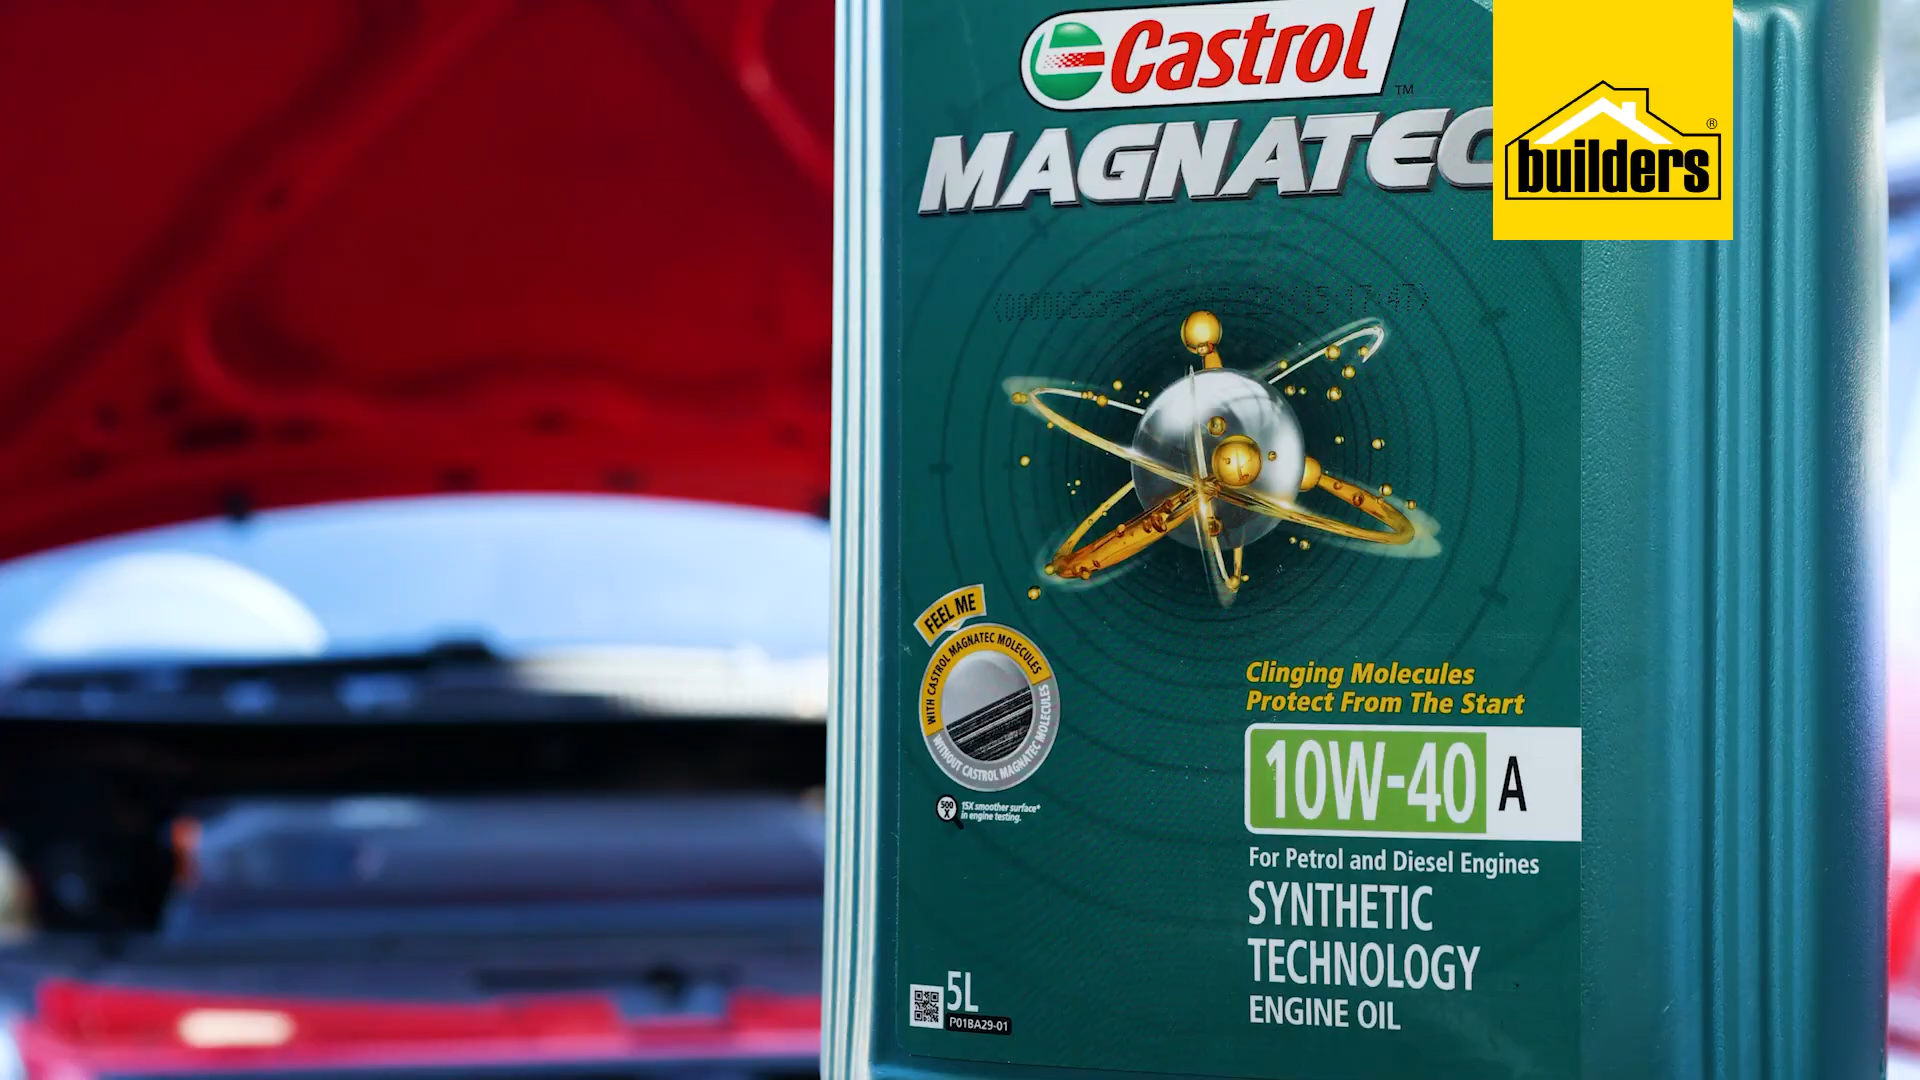 Castrol
TM
MAGNATEC
builders
®
FEEL ME
WITH CASTROL MAGNATEC MOLECULES
WITHOUT CASTROL MAGNATEC MOLECULES
500
X
15X smoother surface*
in engine testing.
Clinging Molecules
Protect From The Start
10W-40 A
For Petrol and Diesel Engines
SYNTHETIC
TECHNOLOGY
ENGINE OIL
5L
P01BA29-01